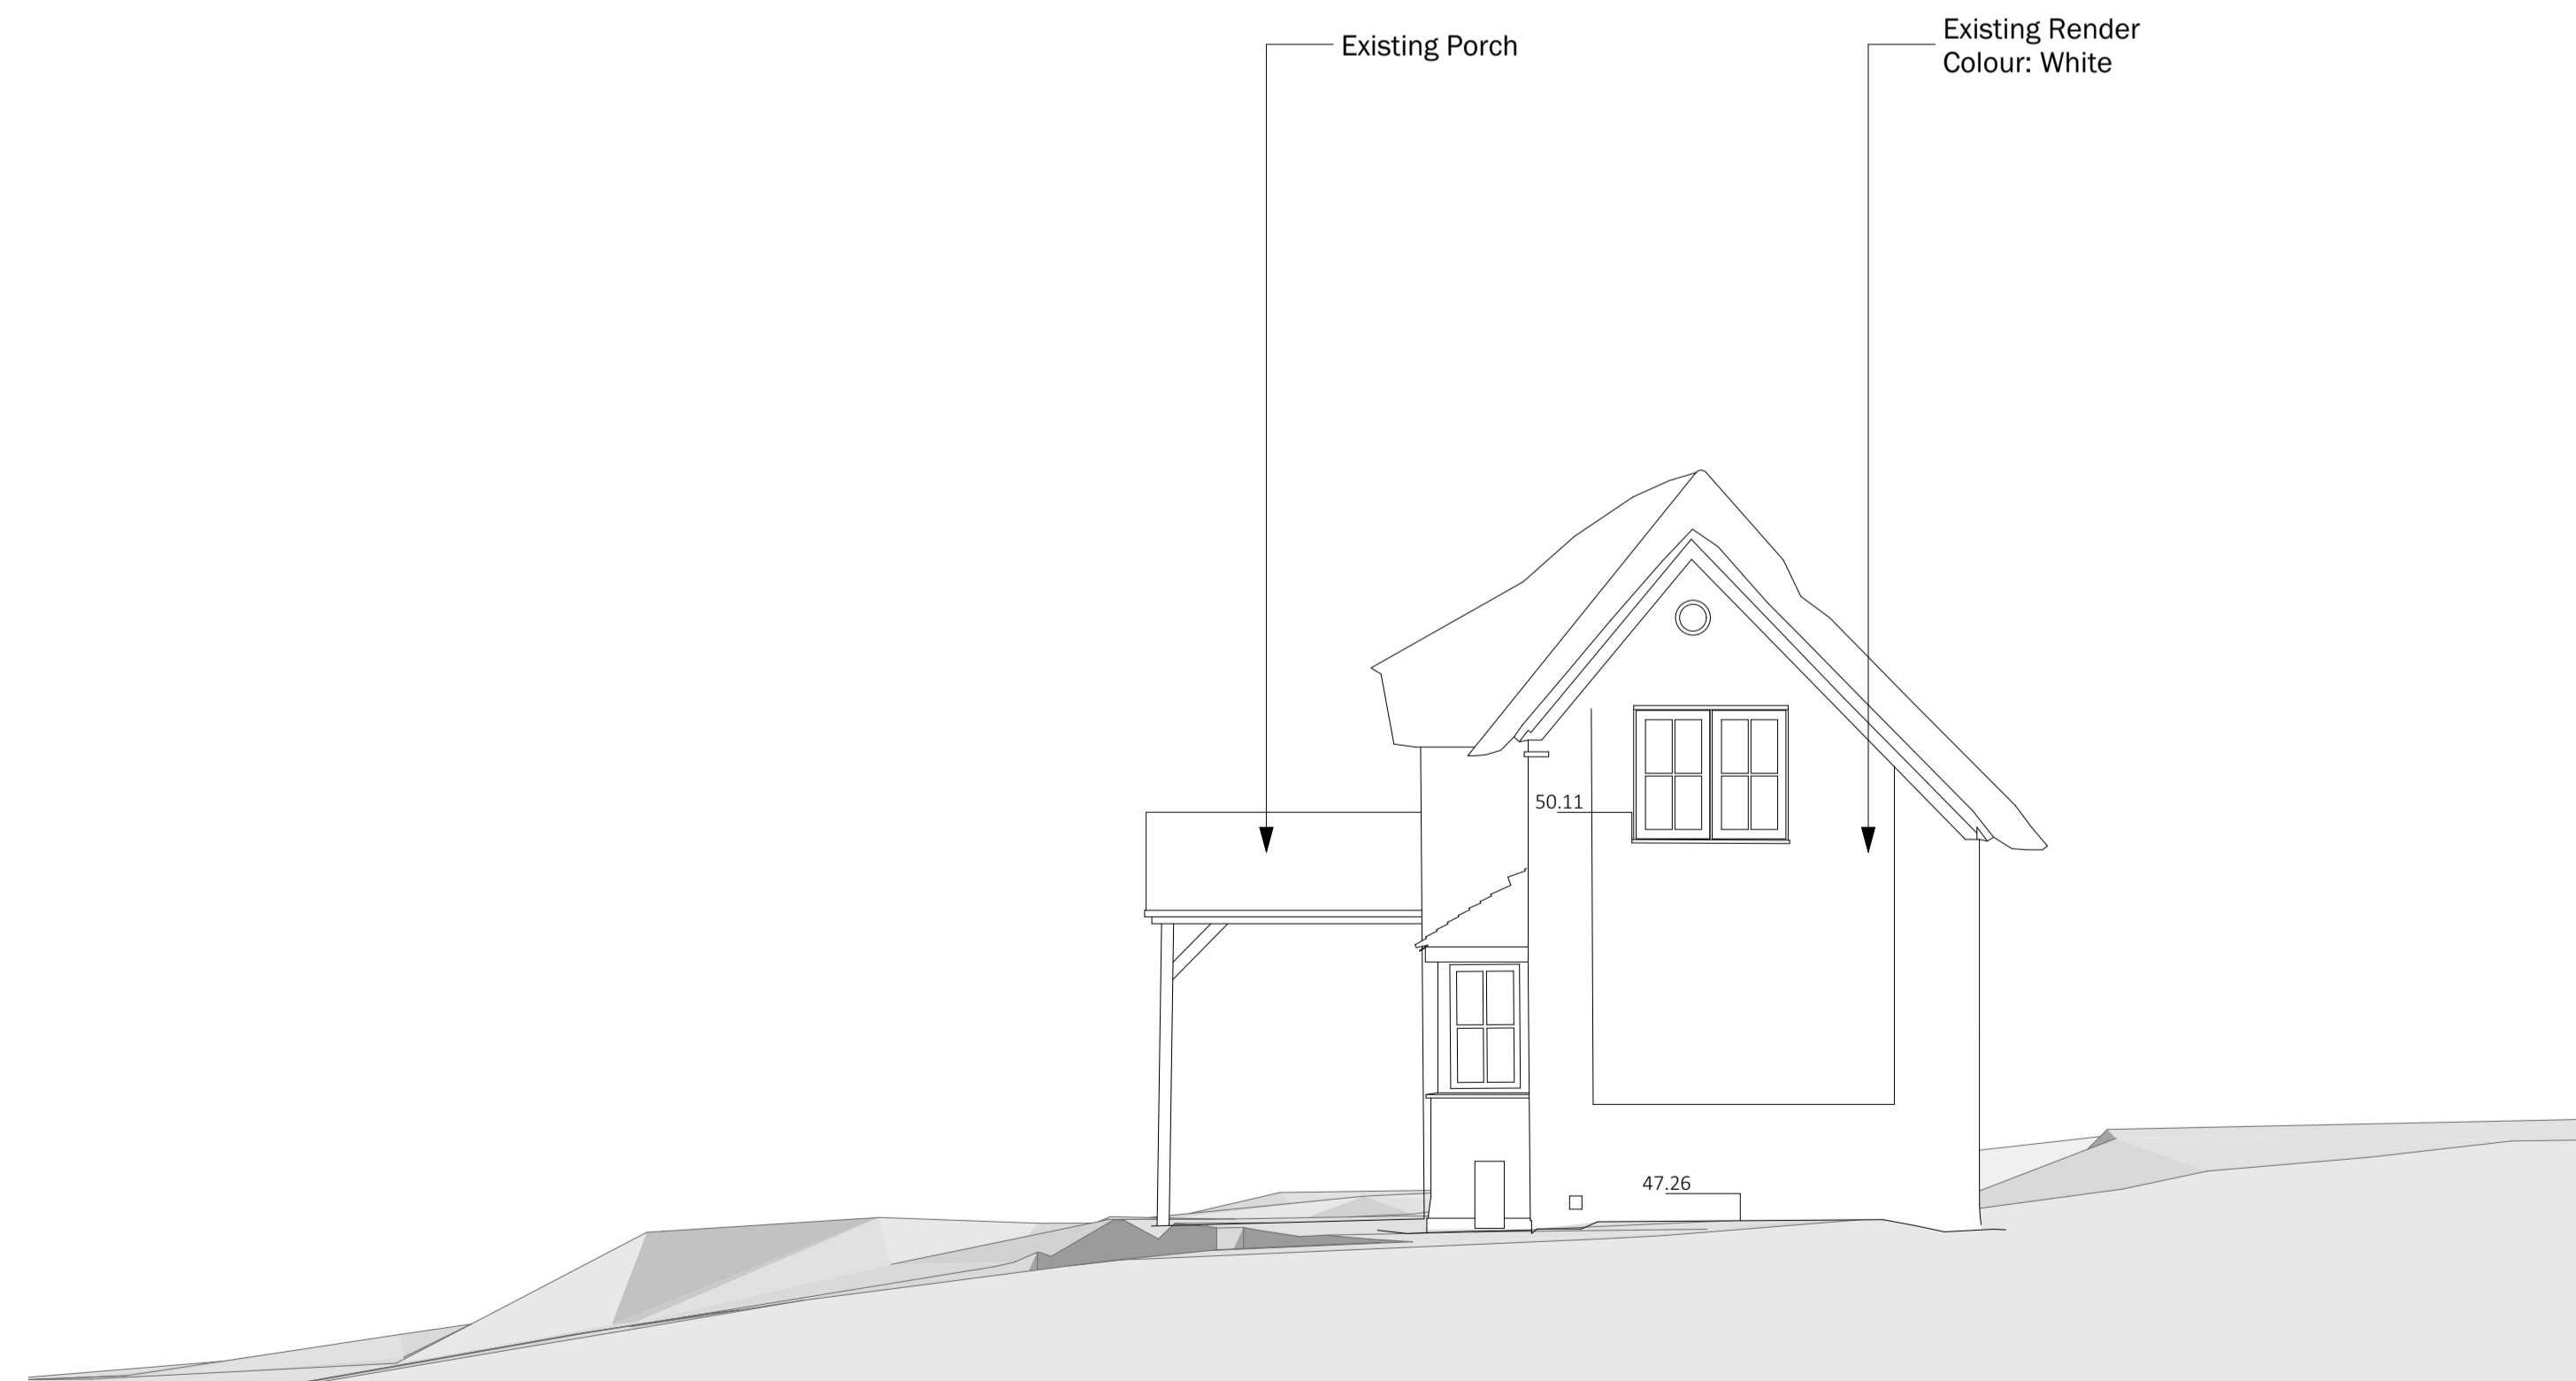 Existing Porch
Existing Render
Colour: White
50.11
47.26